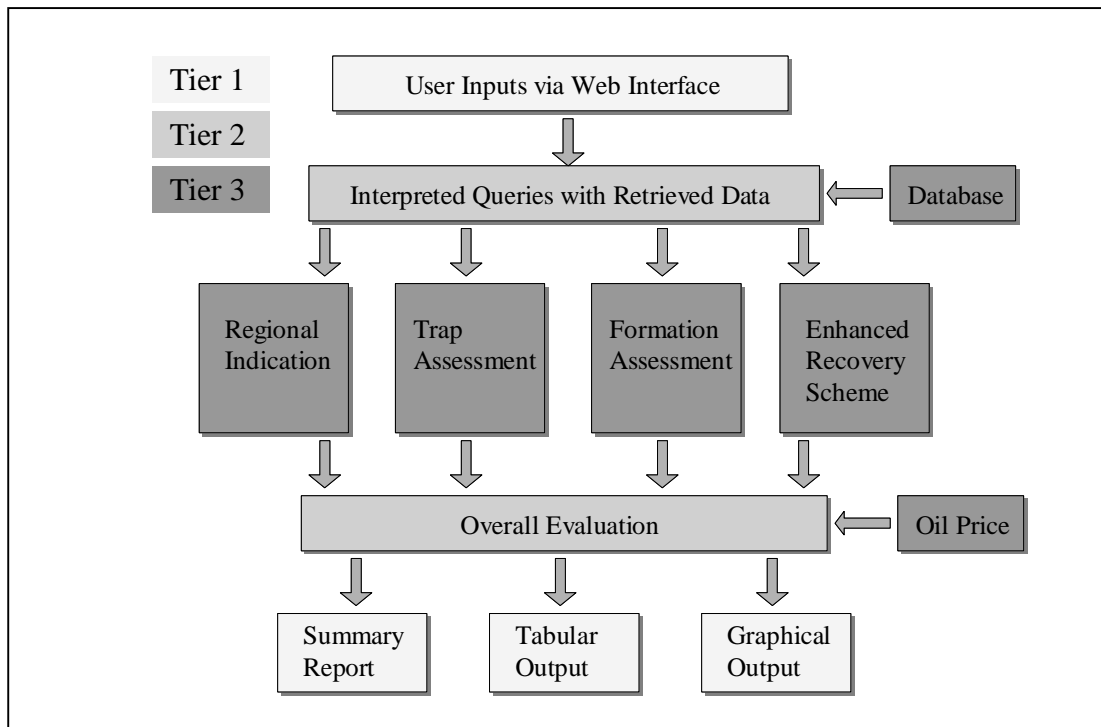 Tier 1
User Inputs via Web Interface
Tier 2
Tier 3
Interpreted Queries with Retrieved Data
Database
Regional
Indication
Trap
Assessment
Formation
Assessment
Enhanced
Recovery
Scheme
Overall Evaluation
Oil Price
Summary
Report
Tabular
Output
Graphical
Output